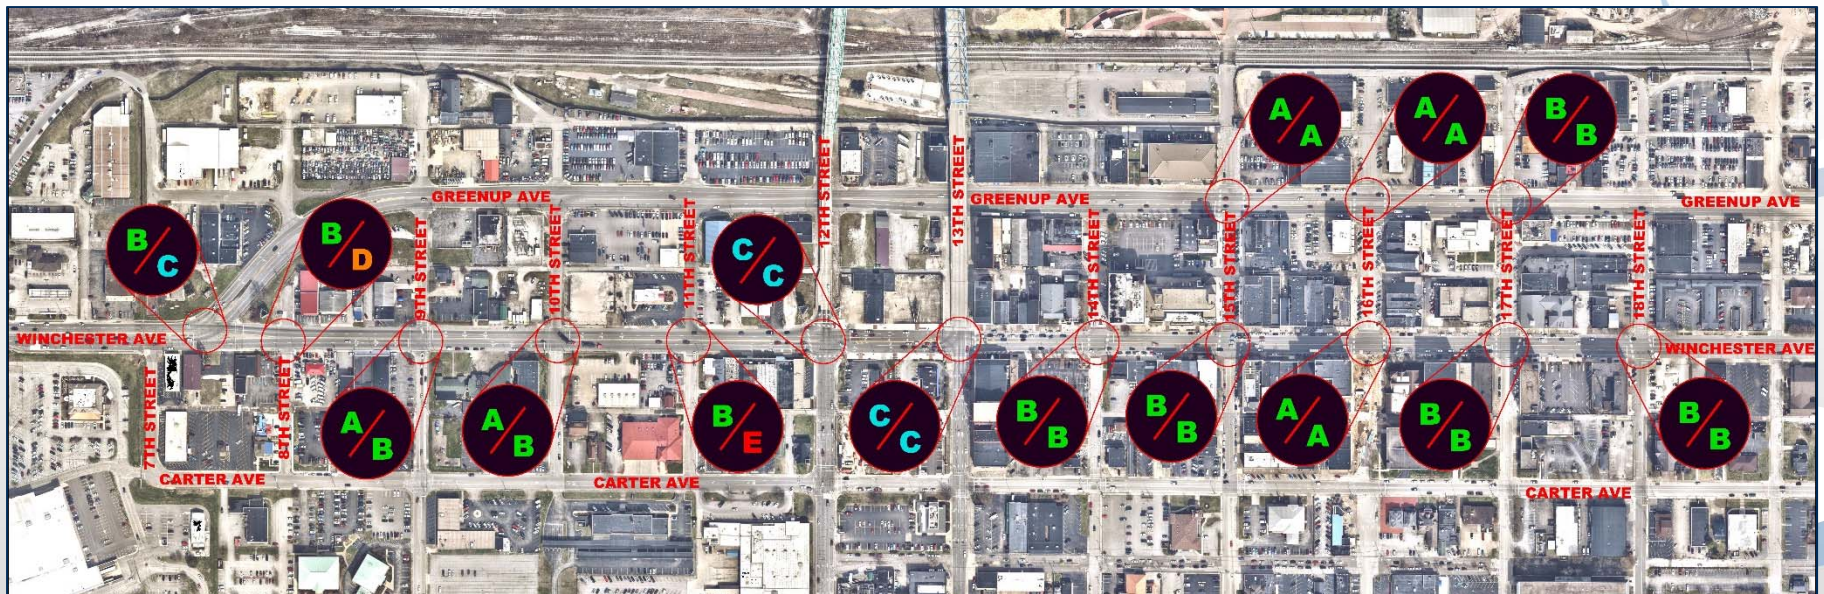 A/A
A/A
B/B
GREENUP AVE
GREENUP AVE
GREENUP AVE
B/C
B/D
9TH STREET
10TH STREET
11TH STREET
C/C
12TH STREET
13TH STREET
14TH STREET
15TH STREET
16TH STREET
17TH STREET
18TH STREET
WINCHESTER AVE
WINCHESTER AVE
7TH STREET
8TH STREET
A/B
A/B
B/E
C/C
B/B
B/B
A/A
B/B
B/B
CARTER AVE
CARTER AVE
CARTER AVE